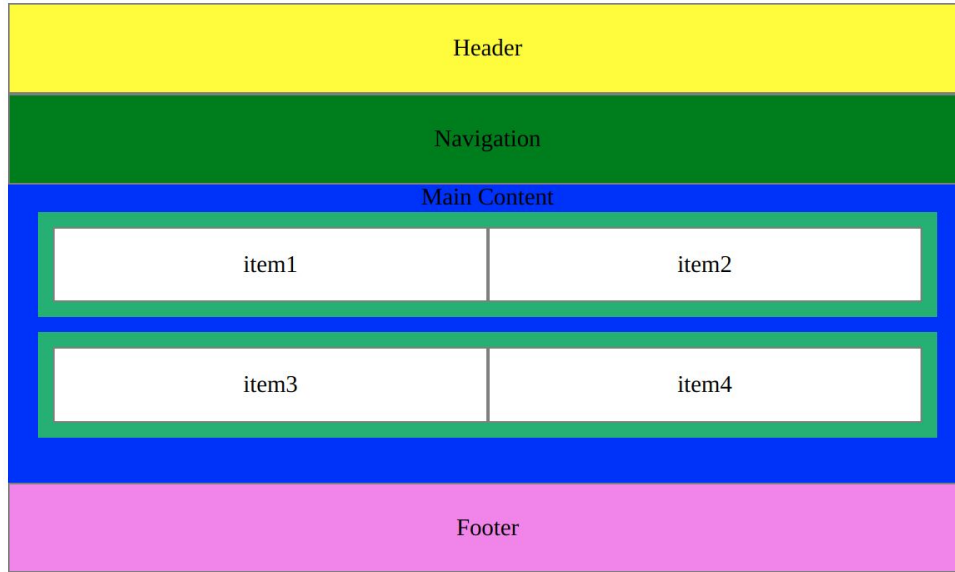 Header
Navigation
Main Content
item1 item2
item3 item4
Footer